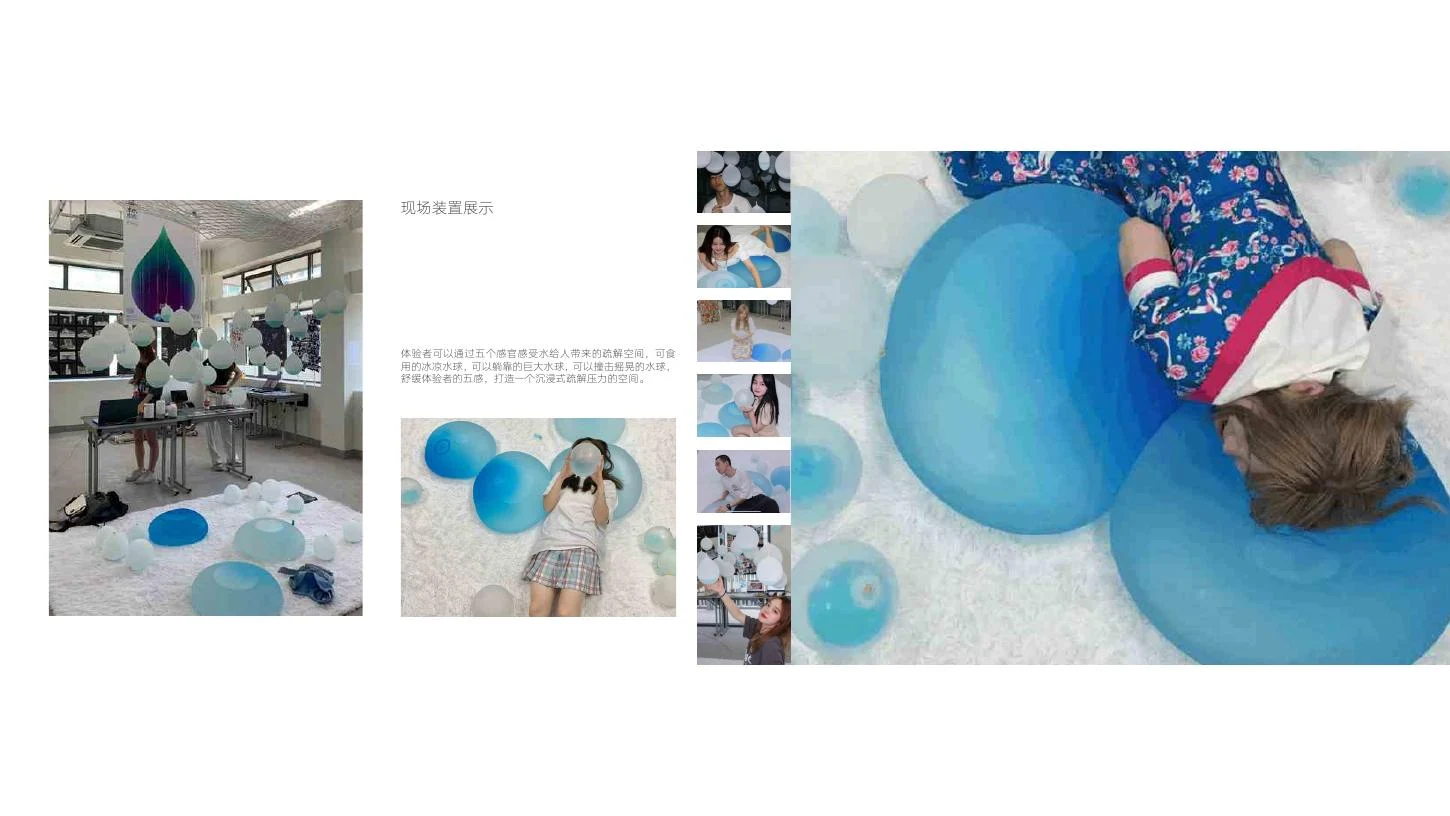 现场装置展示
体验者可以通过五个感官感受水给人带来的疏解空间，可食
用的冰凉水球, 可以躺靠的巨大水球, 可以撞击摇晃的水球,
舒缓体验者的五感，打造一个沉浸式疏解压力的空间。